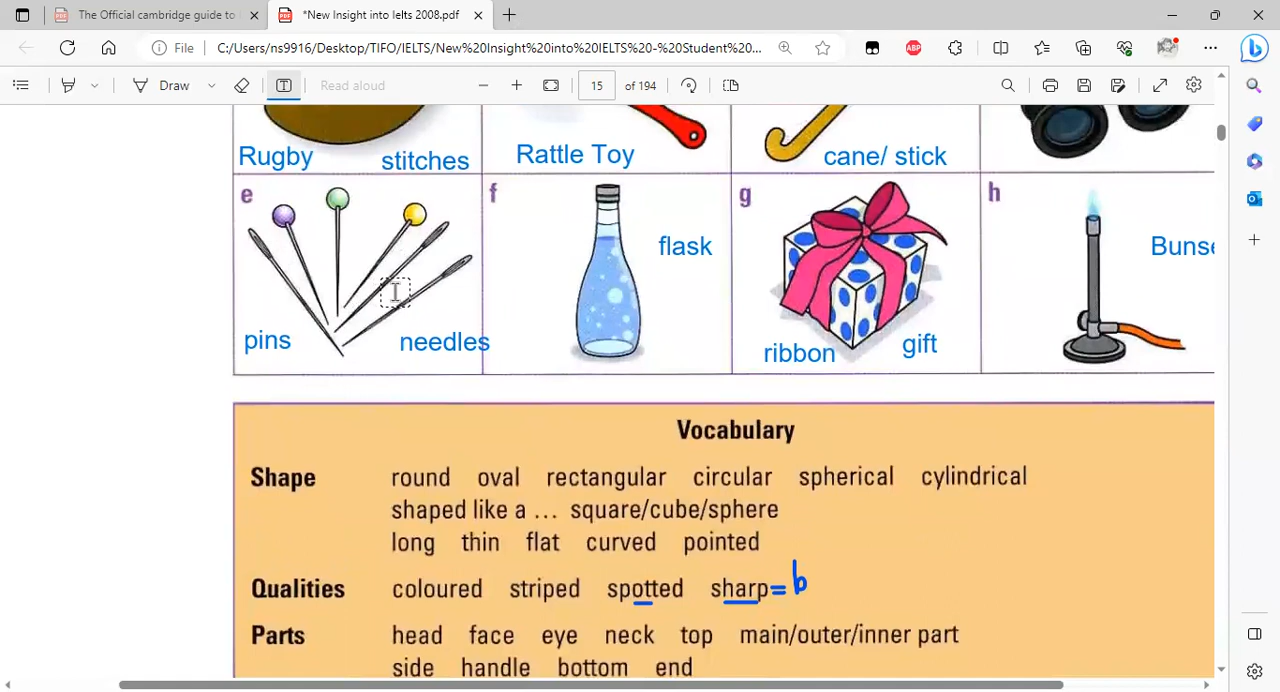 The Official cambridge guide to
*New Insight into Ielts 2008.pdf
File
C:/Users/ns9916/Desktop/TIFO/IELTS/New%20Insight%20into%20IELTS%20-%20Student%20...
ABP
Draw
Read aloud
15
of 194
Rugby stitches
Rattle Toy
cane/ stick
e
f
g
h
flask
Bunse
pins needles
ribbon
gift
Vocabulary
Shape round oval rectangular circular spherical cylindrical
shaped like a ... square/cube/sphere
long thin flat curved pointed
Qualities coloured striped spotted sharp = b
Parts head face eye neck top main/outer/inner part
side handle bottom end